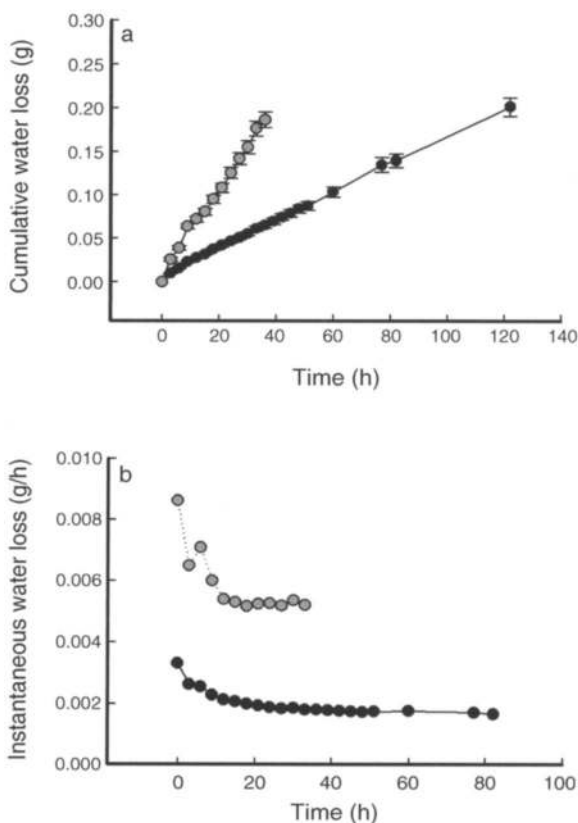 a
Cumulative water loss (g)
0.30
0.25
0.20
0.15
0.10
0.05
0.00
0 20 40 60 80 100 120 140
Time (h)
b
Instantaneous water loss (g/h)
0.010
0.008
0.006
0.004
0.002
0.000
0 20 40 60 80 100
Time (h)